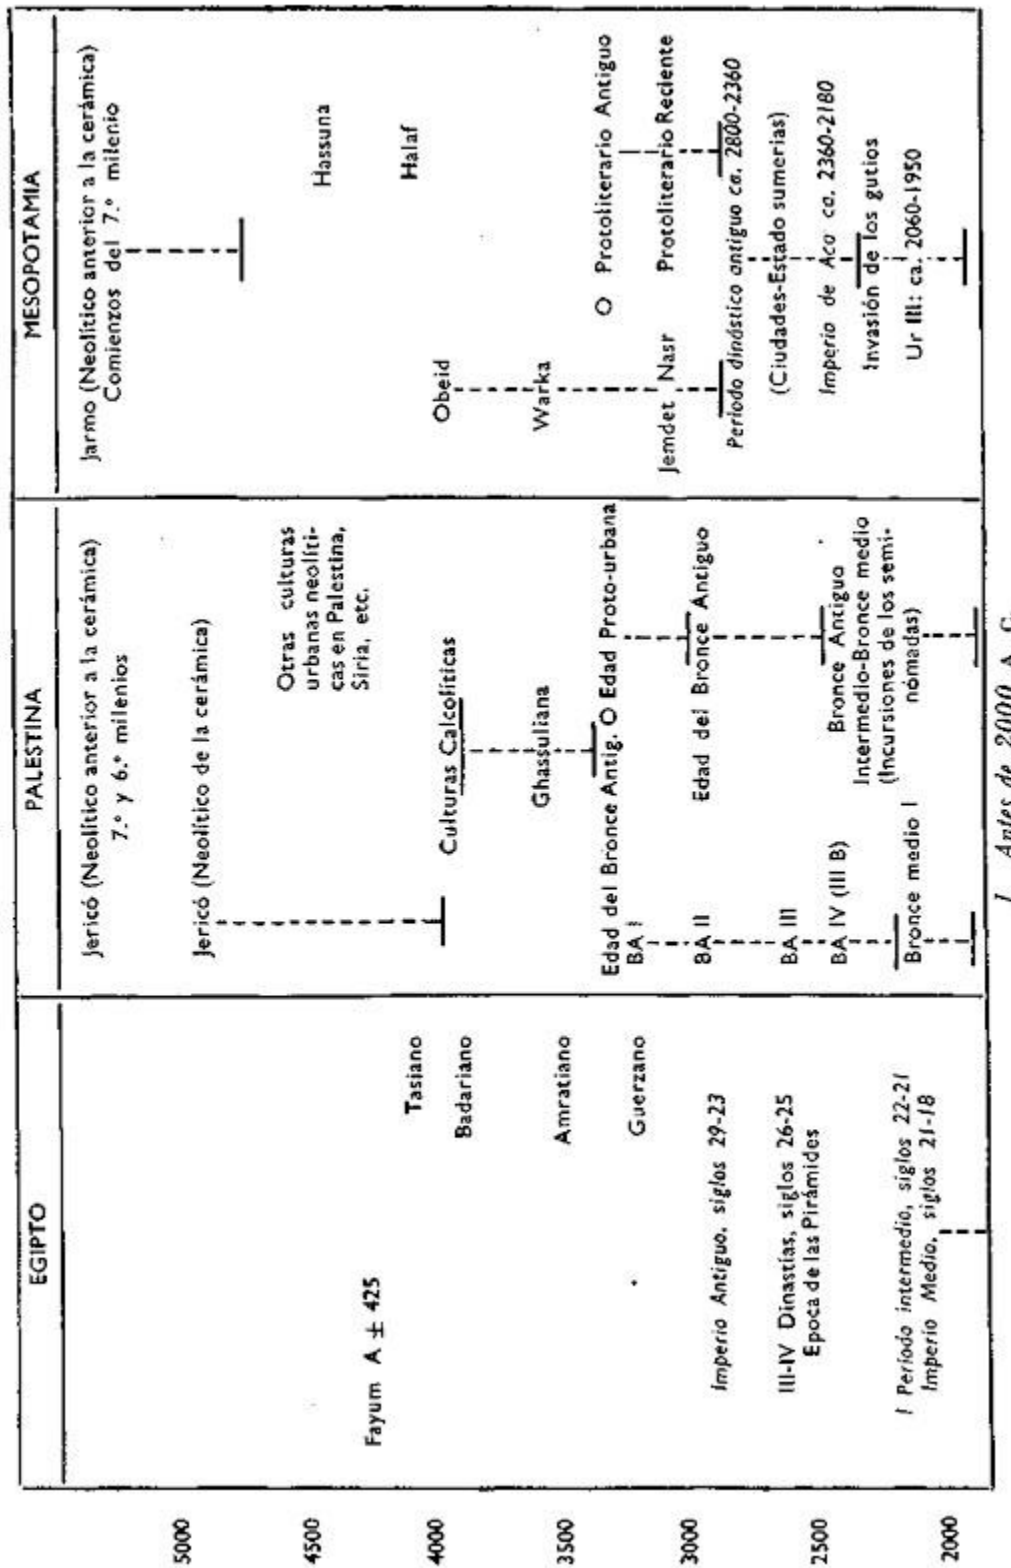 EGIPTO
PALESTINA
MESOPOTAMIA
5000
4500
4000
3500
3000
2500
2000
Fayum A ± 425
Tasiano
Badariano
Amratiano
Guerzano
Imperio Antiguo, siglos 29-23
III-IV Dinastías, siglos 26-25
Epoca de las Pirámides
I Período intermedio, siglos 22-21
Imperio Medio, siglos 21-18
Jericó (Neolítico anterior a la cerámica)
7.º y 6.º milenios
Jericó (Neolítico de la cerámica)
Otras culturas
urbanas neolíti-
cas en Palestina,
Siria, etc.
Culturas Calcolíticas
Ghassuliana
Edad del Bronce Antig. O Edad Proto-urbana
BA I
BA II
Edad del Bronce Antiguo
BA III
BA IV (III B)
Bronce Antiguo
Intermedio-Bronce medio
(Incursiones de los semi-
nómadas)
Bronce medio I
Jarmo (Neolítico anterior a la cerámica)
Comienzos del 7.º milenio
Hassuna
Halaf
Obeid
Warka
O Protoliterario Antiguo
Jemdet Nasr
Protoliterario Reciente
Período dinástico antiguo ca. 2800-2360
(Ciudades-Estado sumerias)
Imperio de Aca ca. 2360-2180
Invasión de los gutios
Ur III: ca. 2060-1950
I. Antes de 2000 A. C.